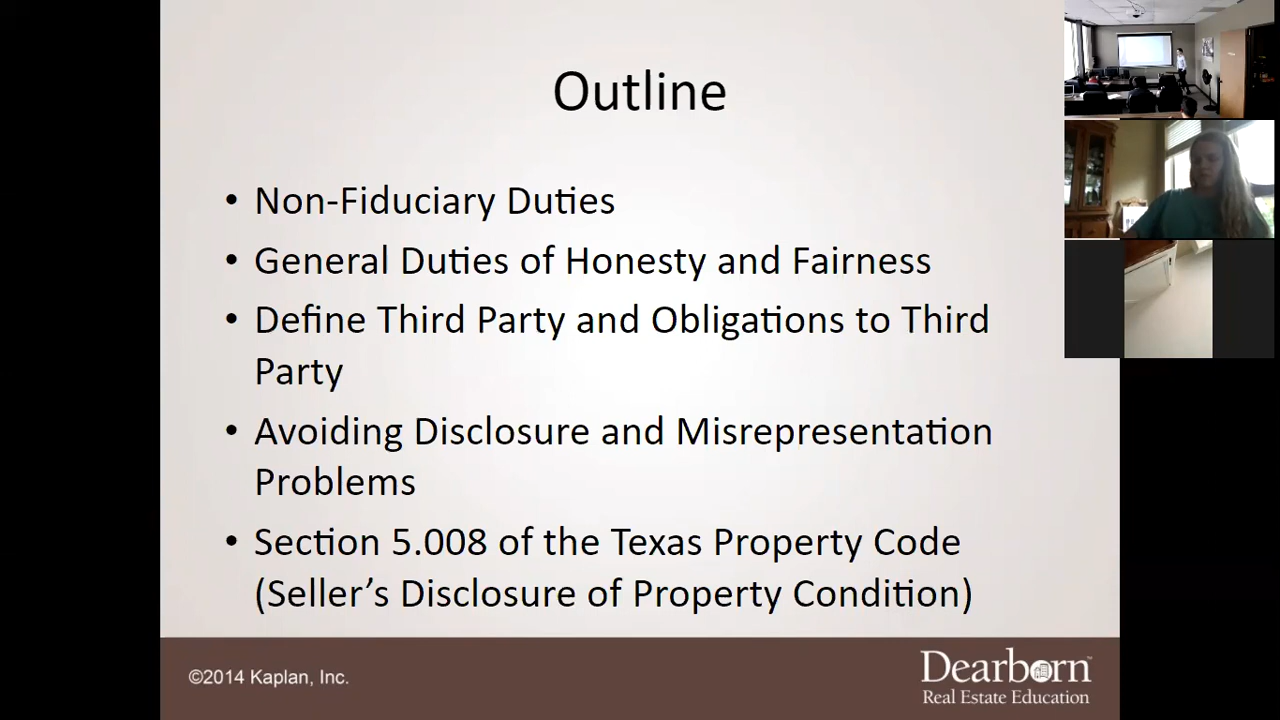 Outline
• Non-Fiduciary Duties
• General Duties of Honesty and Fairness
• Define Third Party and Obligations to Third
Party
• Avoiding Disclosure and Misrepresentation
Problems
• Section 5.008 of the Texas Property Code
(Seller’s Disclosure of Property Condition)
©2014 Kaplan, Inc.
Dearborn™
Real Estate Education